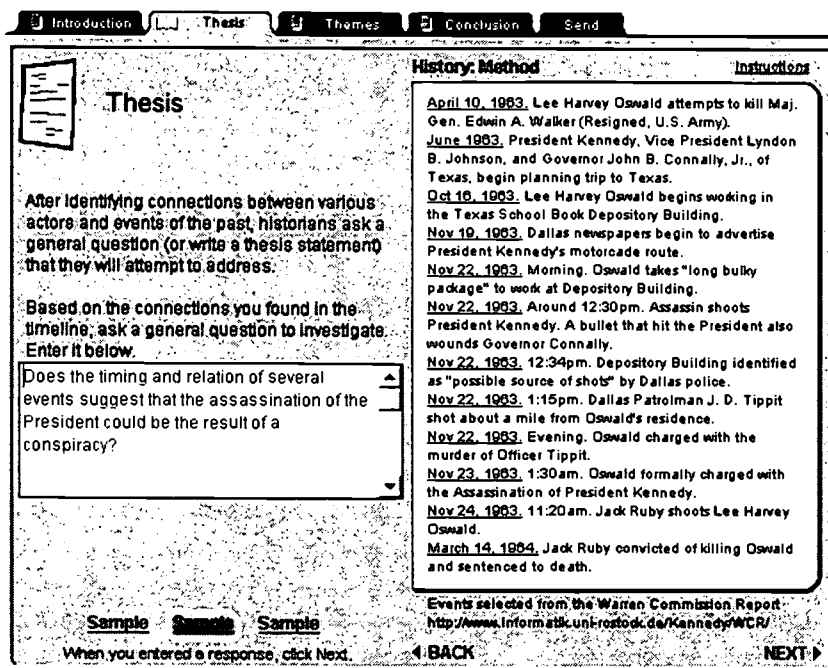 Introduction Thesis Themes Conclusion Send
Thesis
After identifying connections between various
actors and events of the past, historians ask a
general question (or write a thesis statement)
that they will attempt to address.
Based on the connections you found in the
timeline, ask a general question to investigate.
Enter it below.
Does the timing and relation of several
events suggest that the assassination of the
President could be the result of a
conspiracy?
Sample Sample Sample
When you entered a response, click Next.
History: Method Instructions
April 10, 1963. Lee Harvey Oswald attempts to kill Maj.
Gen. Edwin A. Walker (Resigned, U.S. Army).
June 1963. President Kennedy, Vice President Lyndon
B. Johnson, and Governor John B. Connally, Jr., of
Texas, begin planning trip to Texas.
Oct 16, 1963. Lee Harvey Oswald begins working in
the Texas School Book Depository Building.
Nov 19, 1963. Dallas newspapers begin to advertise
President Kennedy's motorcade route.
Nov 22, 1963. Morning. Oswald takes "long bulky
package" to work at Depository Building.
Nov 22, 1963. Around 12:30pm. Assassin shoots
President Kennedy. A bullet that hit the President also
wounds Governor Connally.
Nov 22, 1963. 12:34pm. Depository Building identified
as "possible source of shots" by Dallas police.
Nov 22, 1963. 1:15pm. Dallas Patrolman J. D. Tippit
shot about a mile from Oswald's residence.
Nov 22, 1963. Evening. Oswald charged with the
murder of Officer Tippit.
Nov 23, 1963. 1:30am. Oswald formally charged with
the Assassination of President Kennedy.
Nov 24, 1963. 11:20am. Jack Ruby shoots Lee Harvey
Oswald.
March 14, 1964. Jack Ruby convicted of killing Oswald
and sentenced to death.
Events selected from the Warren Commission Report
http://www.informatik.uni-rostock.de/Kennedy/WCR/
BACK NEXT